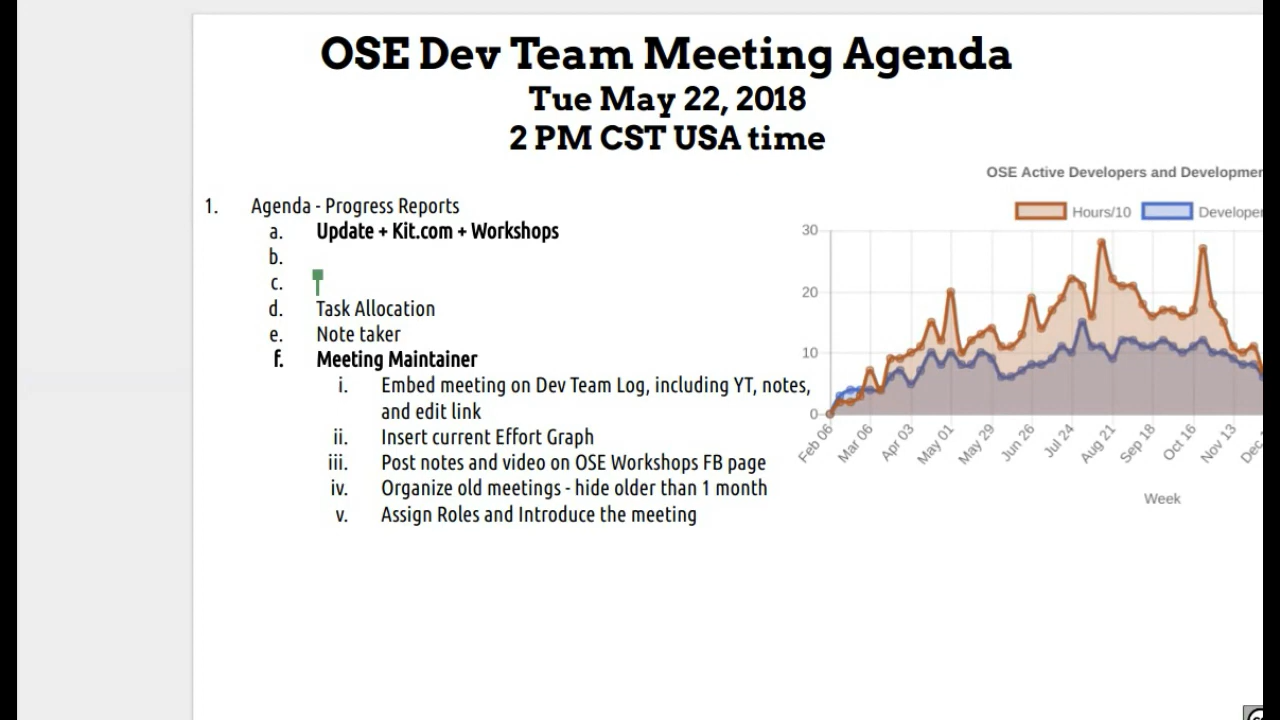 OSE Dev Team Meeting Agenda
Tue May 22, 2018
2 PM CST USA time
1. Agenda - Progress Reports
a. Update + Kit.com + Workshops
b.
c.
d. Task Allocation
e. Note taker
f. Meeting Maintainer
i. Embed meeting on Dev Team Log, including YT, notes,
and edit link
ii. Insert current Effort Graph
iii. Post notes and video on OSE Workshops FB page
iv. Organize old meetings - hide older than 1 month
v. Assign Roles and Introduce the meeting
OSE Active Developers and Developmen
Hours/10 Developer
30
20
10
0
Feb 06 Mar 06 Apr 03 May 01 May 29 Jun 26 Jul 24 Aug 21 Sep 18 Oct 16 Nov 13 Dec
Week